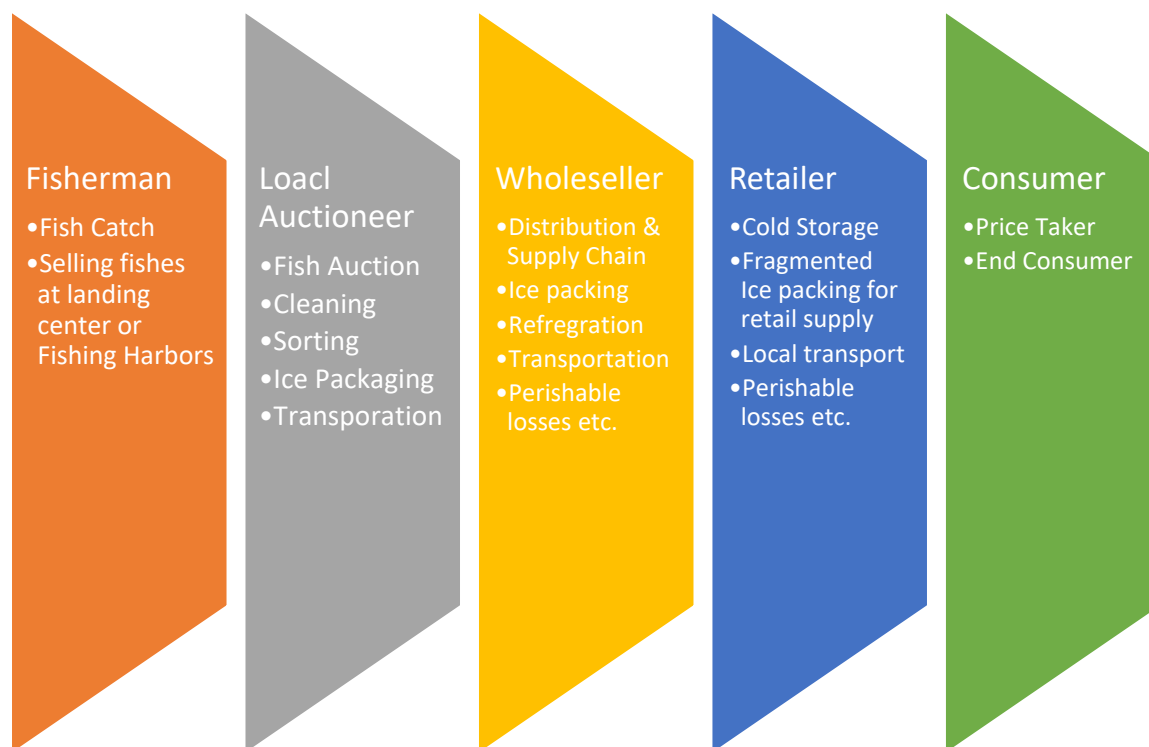 Fisherman
•Fish Catch
•Selling fishes
at landing
center or
Fishing Harbors
Loacl
Auctioneer
•Fish Auction
•Cleaning
•Sorting
•Ice Packaging
•Transporation
Wholeseller
•Distribution &
Supply Chain
•Ice packing
•Refregration
•Transportation
•Perishable
losses etc.
Retailer
•Cold Storage
•Fragmented
Ice packing for
retail supply
•Local transport
•Perishable
losses etc.
Consumer
•Price Taker
•End Consumer